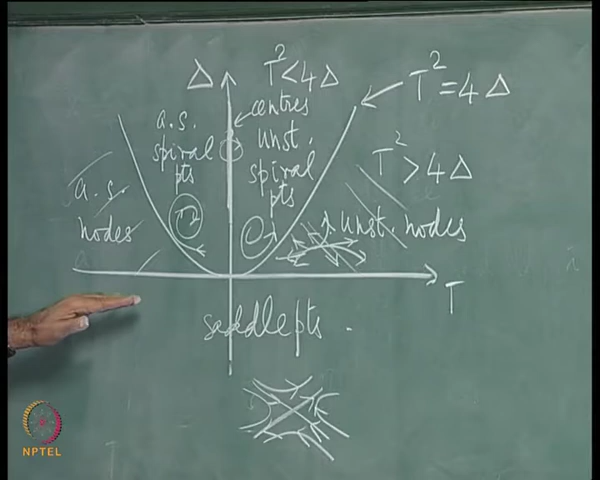 Δ
T² < 4Δ
T² = 4Δ
centres
a.s.
spiral
pts
unst.
spiral
pts
T² > 4Δ
a.s.
nodes
unst. nodes
T
saddle pts.
NPTEL